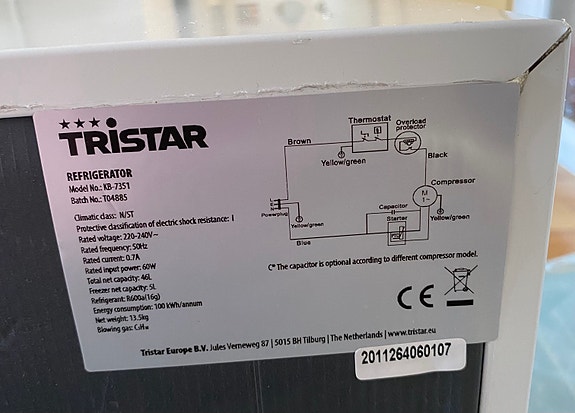 ★★★
TRISTAR
REFRIGERATOR
Model No.: KB-7351
Batch No.: T04885
Climatic class: N/ST
Protective classification of electric shock resistance: I
Rated voltage: 220-240V~
Rated frequency: 50Hz
Rated current: 0.7A
Rated input power: 60W
Total net capacity: 46L
Freezer net capacity: 5L
Refrigerant: R600a(16g)
Energy consumption: 100 kWh/annum
Net weight: 13.5kg
Blowing gas: C₅H₁₀
Thermostat
Overload
protector
Brown
Yellow/green
Black
Compressor
M
1~
Capacitor
Powerplug
Yellow/green
Yellow/green
Starter
Blue
C* The capacitor is optional according to different compressor model.
CE
Tristar Europe B.V. Jules Verneweg 87 | 5015 BH Tilburg | The Netherlands | www.tristar.eu
2011264060107